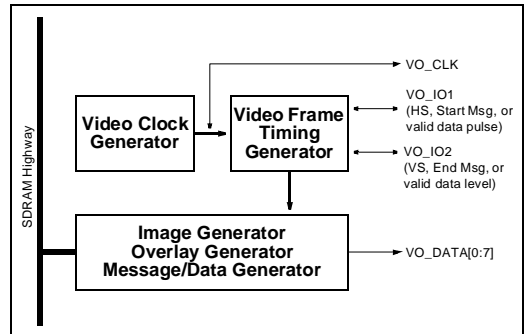 VO_CLK
VO_IO1
(HS, Start Msg, or
valid data pulse)
Video Clock
Generator
Video Frame
Timing
Generator
VO_IO2
(VS, End Msg, or
valid data level)
SDRAM Highway
Image Generator
Overlay Generator
Message/Data Generator
VO_DATA[0:7]